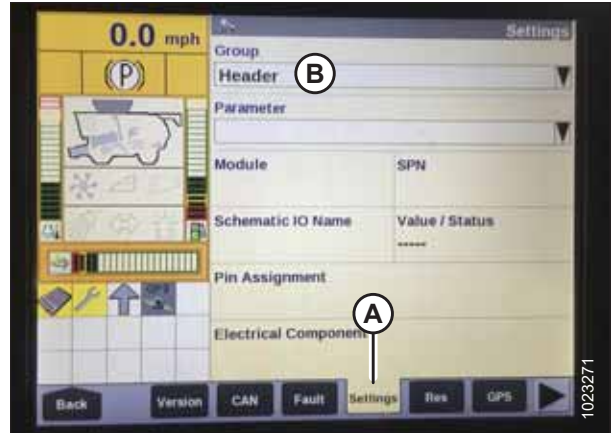 0.0 mph
Settings
(P)
Group
Header
B
Parameter
Module
SPN
Schematic IO Name
Value / Status
-----
Pin Assignment
A
Electrical Component
Back
Version
CAN
Fault
Settings
Res
GPS
1023271